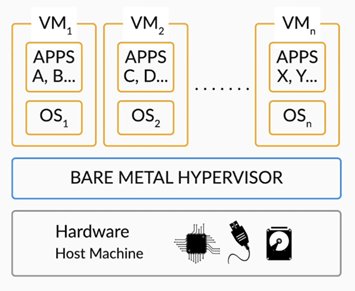 VM1 VM2 VMn
APPS APPS APPS
A, B... C, D... X, Y...
.......
OS1 OS2 OSn
BARE METAL HYPERVISOR
Hardware
Host Machine